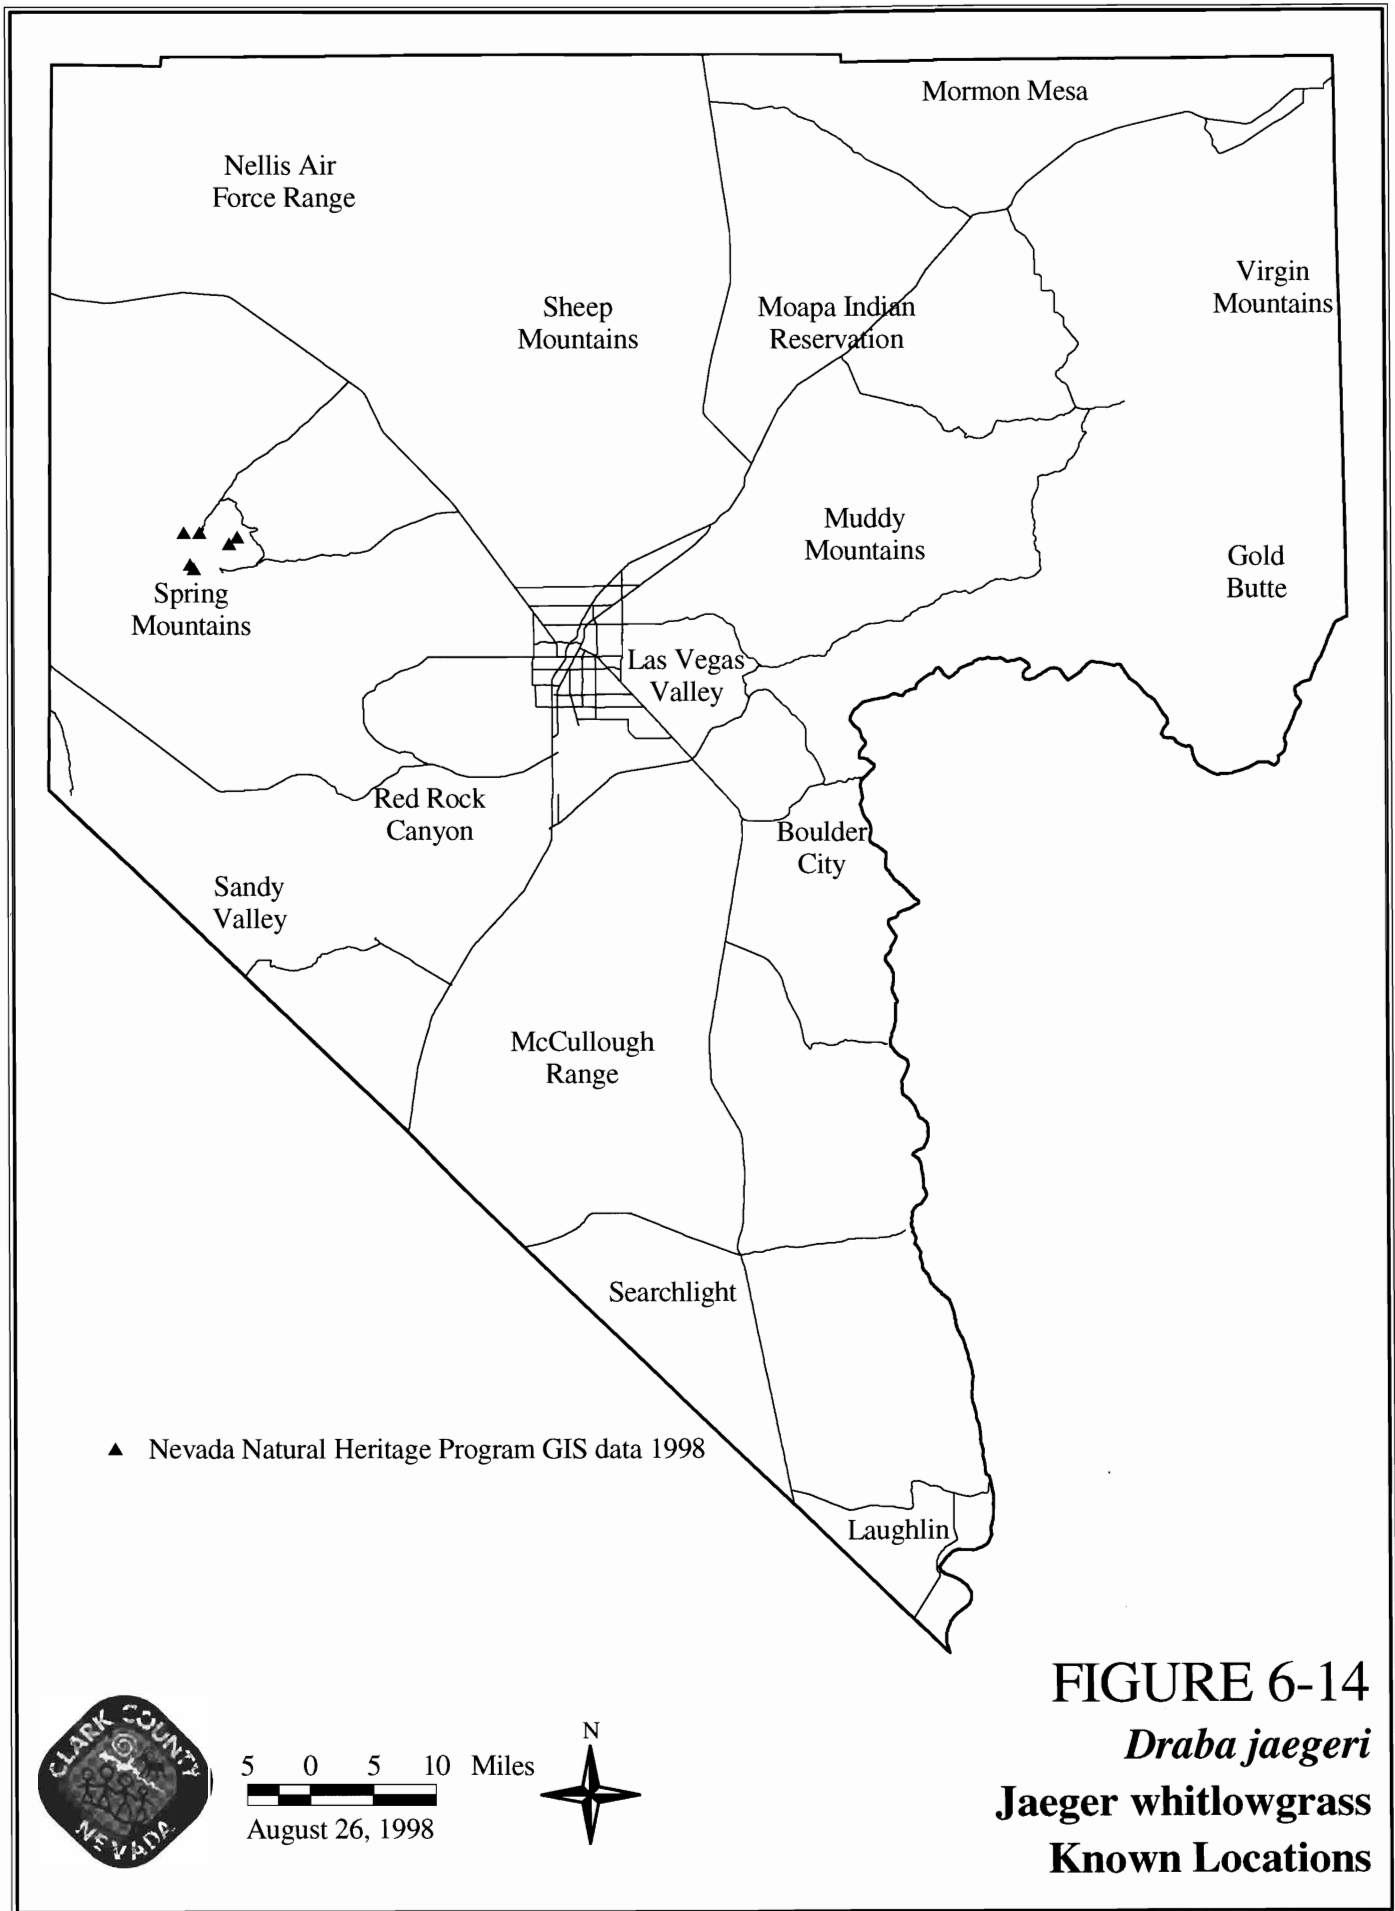 Mormon Mesa
Nellis Air
Force Range
Virgin
Mountains
Sheep
Mountains
Moapa Indian
Reservation
Muddy
Mountains
Gold
Butte
Spring
Mountains
Las Vegas
Valley
Red Rock
Canyon
Boulder
City
Sandy
Valley
McCullough
Range
Searchlight
Nevada Natural Heritage Program GIS data 1998
Laughlin
FIGURE 6-14
Draba jaegeri
Jaeger whitlowgrass
Known Locations
CLARK COUNTY
NEVADA
5 0 5 10 Miles
August 26, 1998
N